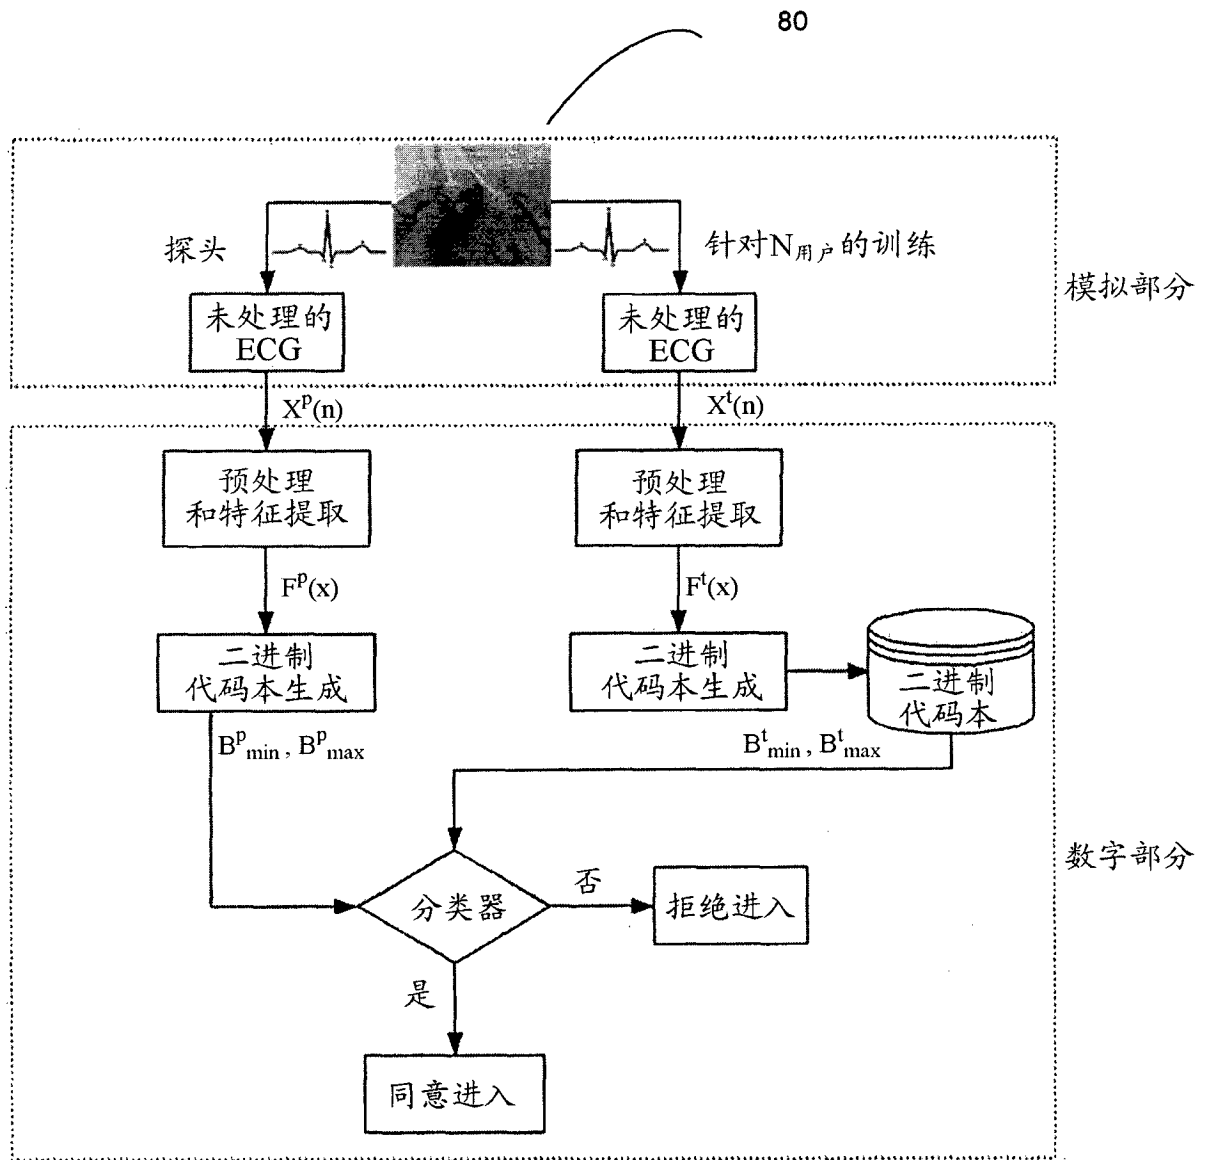 80
探头
针对N用户的训练
模拟部分
未处理的
ECG
未处理的
ECG
X^p(n)
X^t(n)
预处理
和特征提取
预处理
和特征提取
F^p(x)
F^t(x)
二进制
代码本生成
二进制
代码本生成
二进制
代码本
B^p_min , B^p_max
B^t_min , B^t_max
数字部分
分类器
否
拒绝进入
是
同意进入